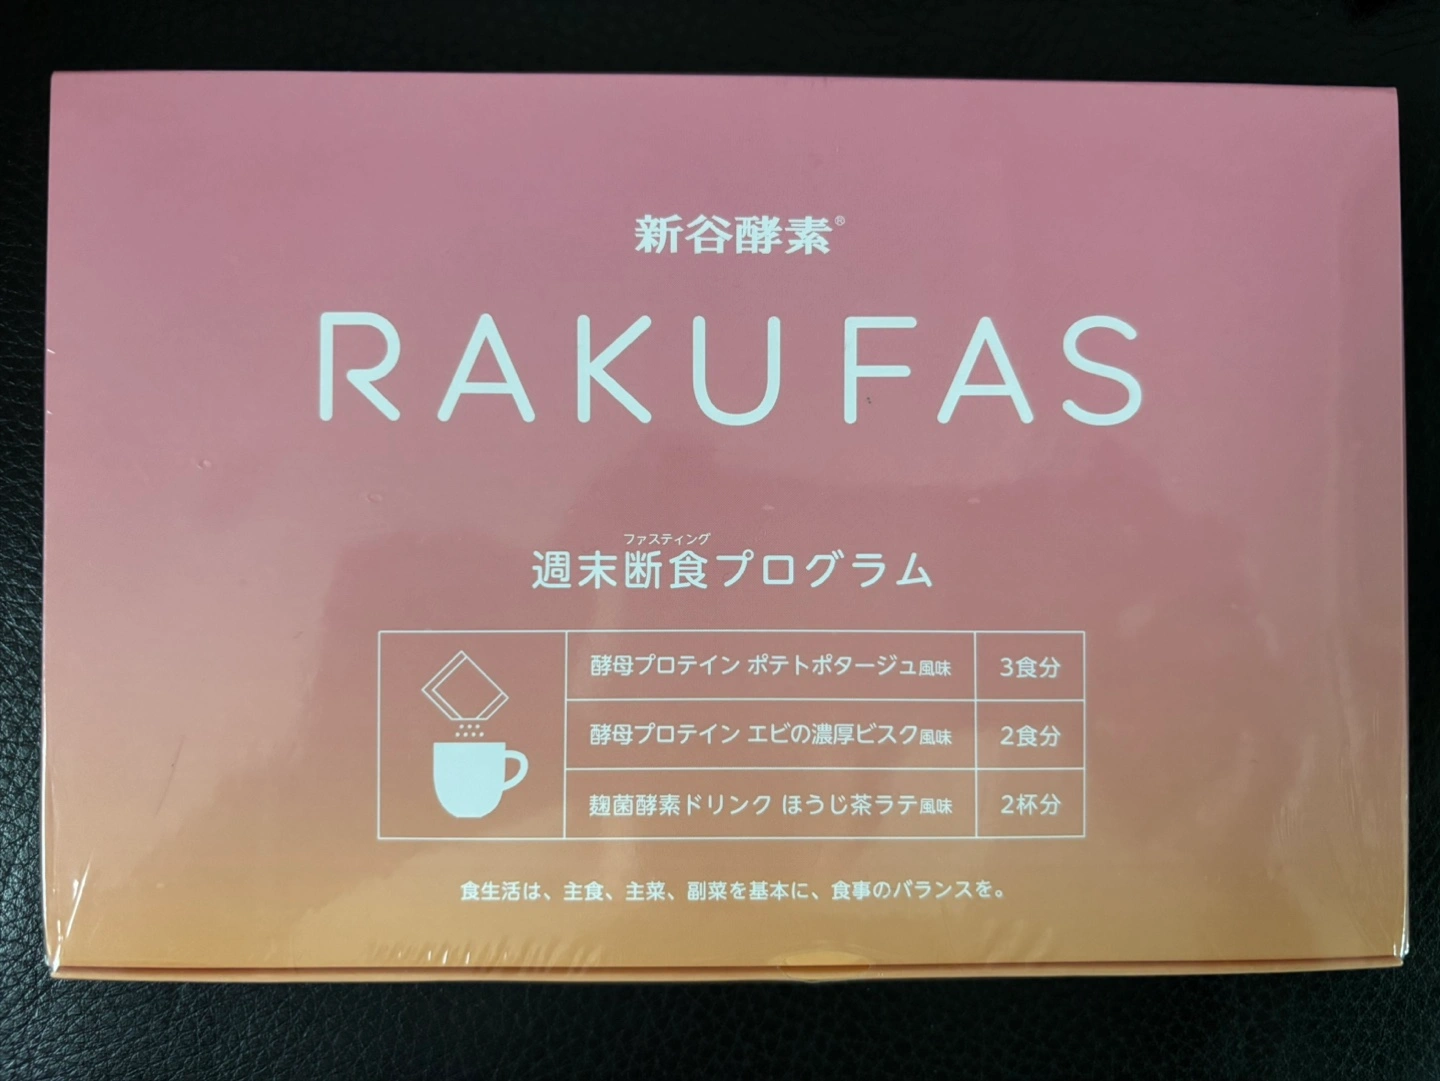 新谷酵素®
RAKU FAS
ファスティング
週末断食プログラム
酵母プロテイン ポテトポタージュ風味 3食分
酵母プロテイン エビの濃厚ビスク風味 2食分
麹菌酵素ドリンク ほうじ茶ラテ風味 2杯分
食生活は、主食、主菜、副菜を基本に、食事のバランスを。